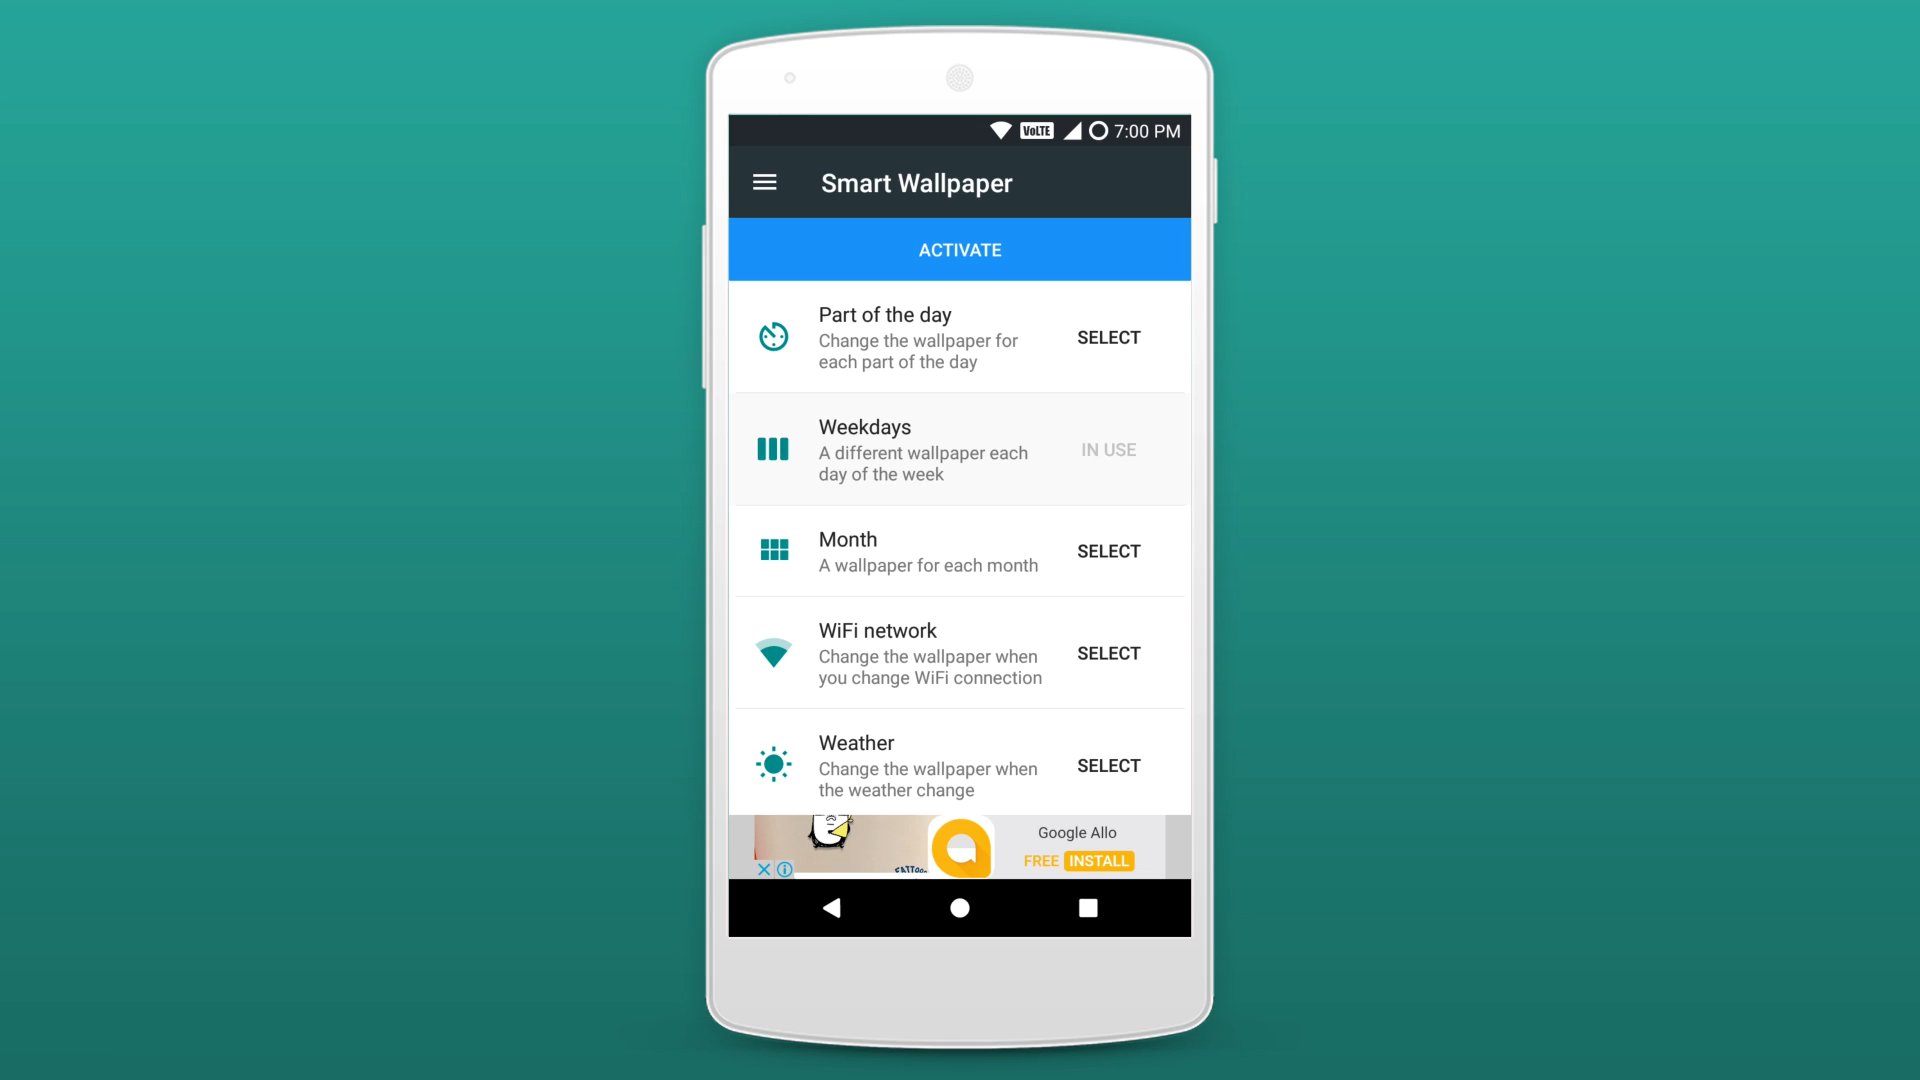 VoLTE 7:00 PM
Smart Wallpaper
ACTIVATE
Part of the day
Change the wallpaper for
each part of the day
SELECT
Weekdays
A different wallpaper each
day of the week
IN USE
Month
A wallpaper for each month
SELECT
WiFi network
Change the wallpaper when
you change WiFi connection
SELECT
Weather
Change the wallpaper when
the weather change
SELECT
Google Allo
FREE INSTALL